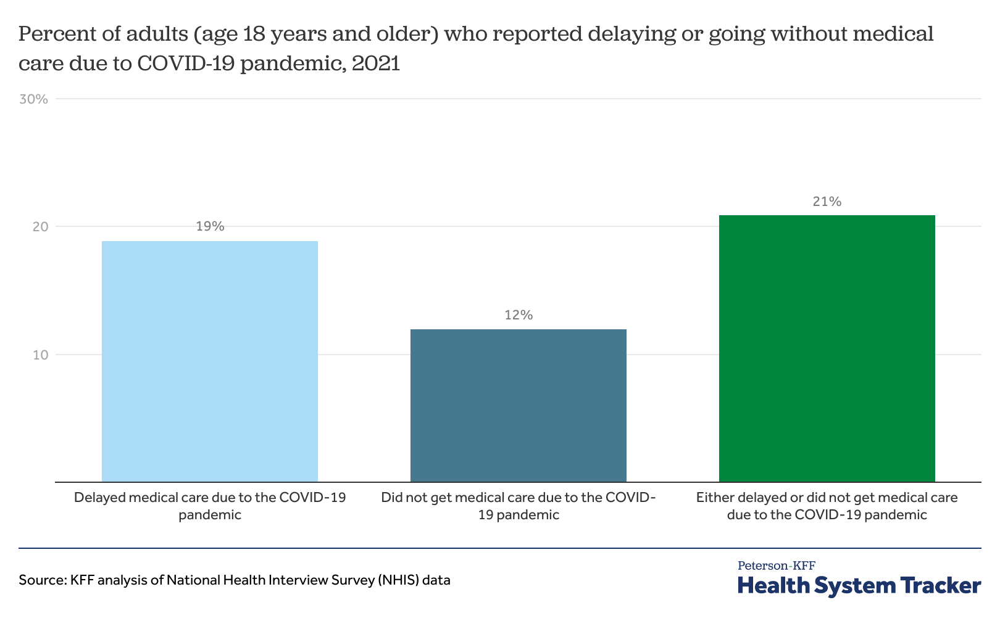 Percent of adults (age 18 years and older) who reported delaying or going without medical
care due to COVID-19 pandemic, 2021
30%
20
10
19%
12%
21%
Delayed medical care due to the COVID-19
pandemic
Did not get medical care due to the COVID-
19 pandemic
Either delayed or did not get medical care
due to the COVID-19 pandemic
Source: KFF analysis of National Health Interview Survey (NHIS) data
Peterson-KFF
Health System Tracker